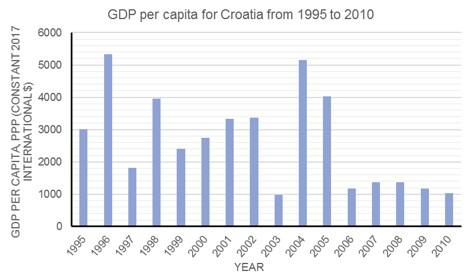 GDP per capita for Croatia from 1995 to 2010
GDP PER CAPITA, PPP (CONSTANT 2017
INTERNATIONAL $)
6000
5000
4000
3000
2000
1000
0
1995 1996 1997 1998 1999 2000 2001 2002 2003 2004 2005 2006 2007 2008 2009 2010
YEAR